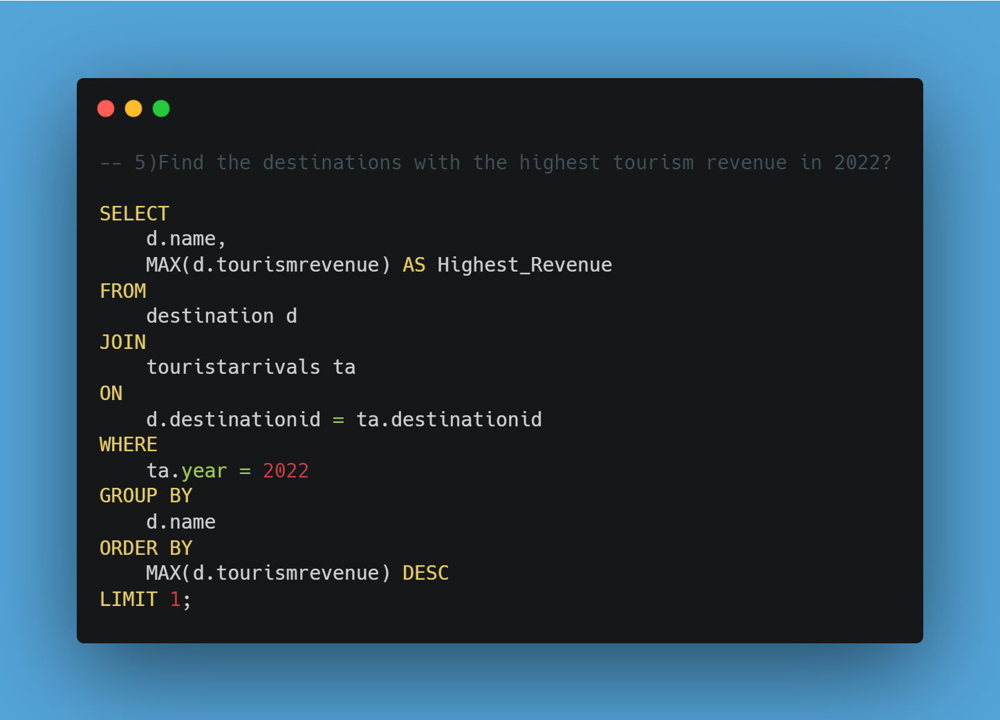 -- 5)Find the destinations with the highest tourism revenue in 2022?
SELECT
    d.name,
    MAX(d.tourismrevenue) AS Highest_Revenue
FROM
    destination d
JOIN
    touristarrivals ta
ON
    d.destinationid = ta.destinationid
WHERE
    ta.year = 2022
GROUP BY
    d.name
ORDER BY
    MAX(d.tourismrevenue) DESC
LIMIT 1;